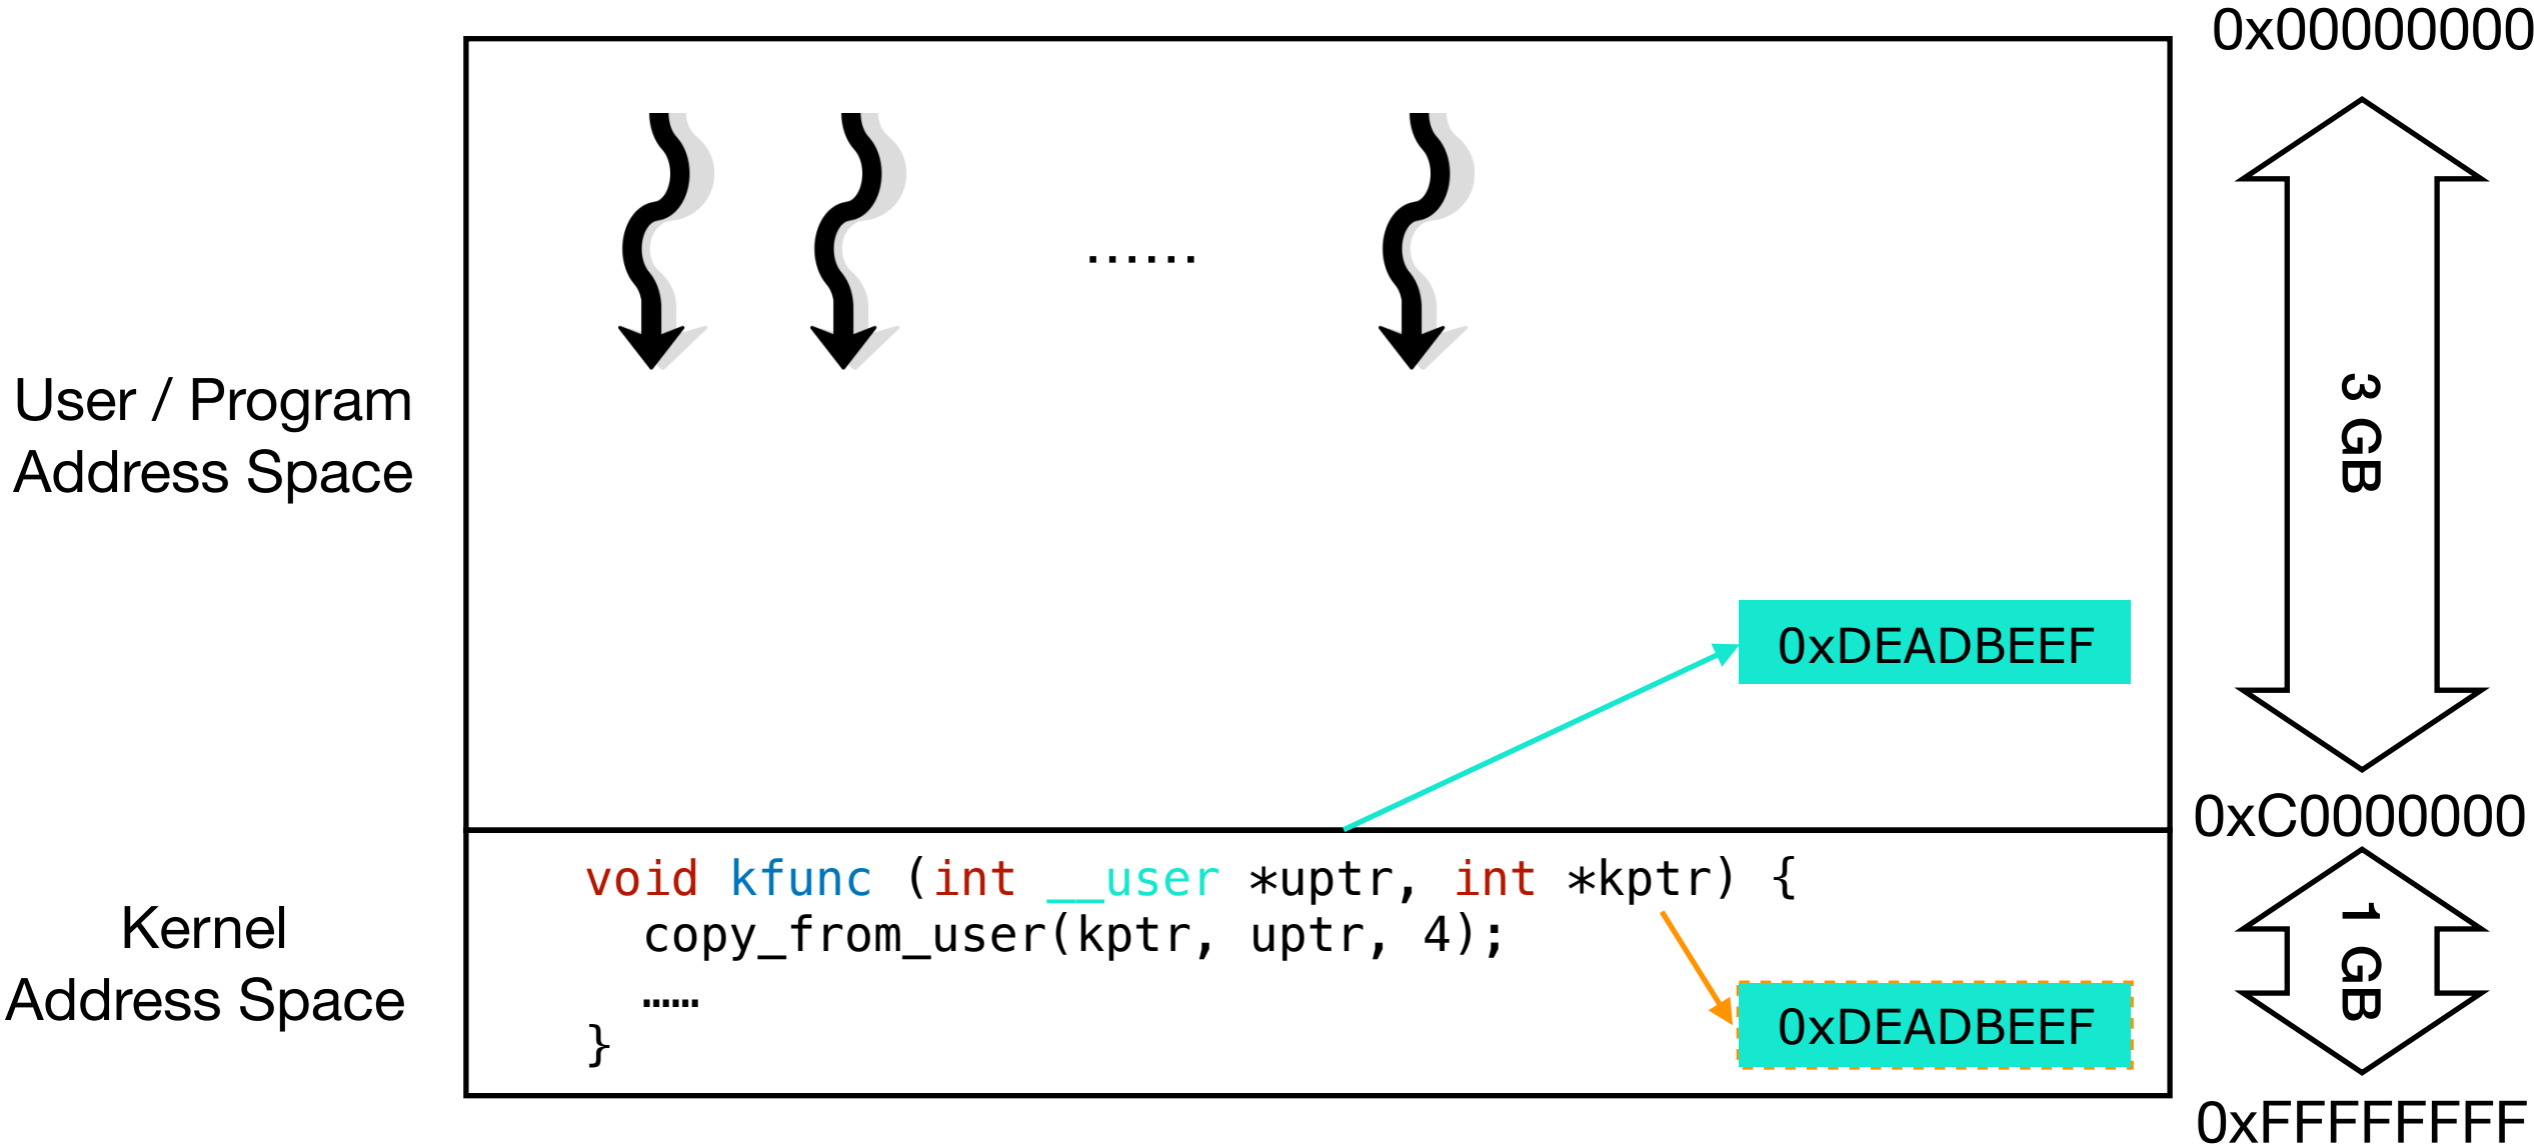 0x00000000
......
User / Program
Address Space
3 GB
0xDEADBEEF
0xC0000000
void kfunc (int __user *uptr, int *kptr) {
copy_from_user(kptr, uptr, 4);
……
}
Kernel
Address Space
0xDEADBEEF
1 GB
0xFFFFFFFF